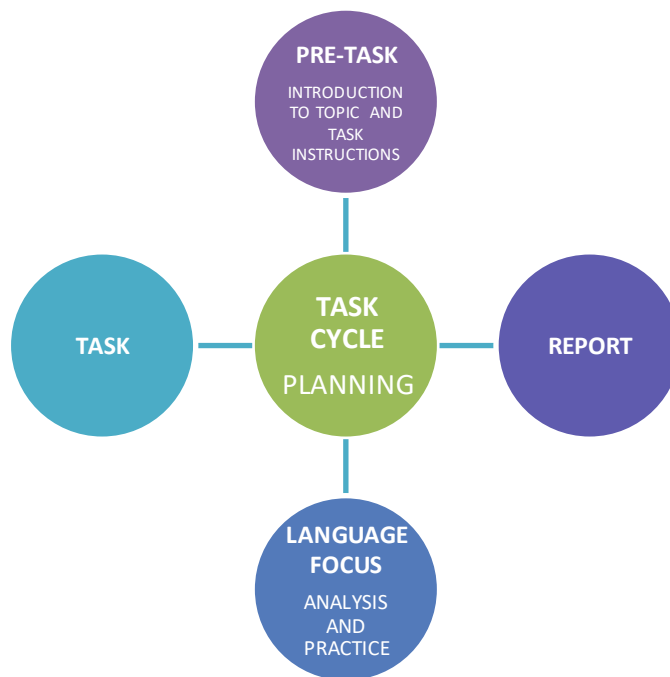 PRE-TASK
INTRODUCTION
TO TOPIC AND
TASK
INSTRUCTIONS
TASK
TASK
CYCLE
PLANNING
REPORT
LANGUAGE
FOCUS
ANALYSIS
AND
PRACTICE